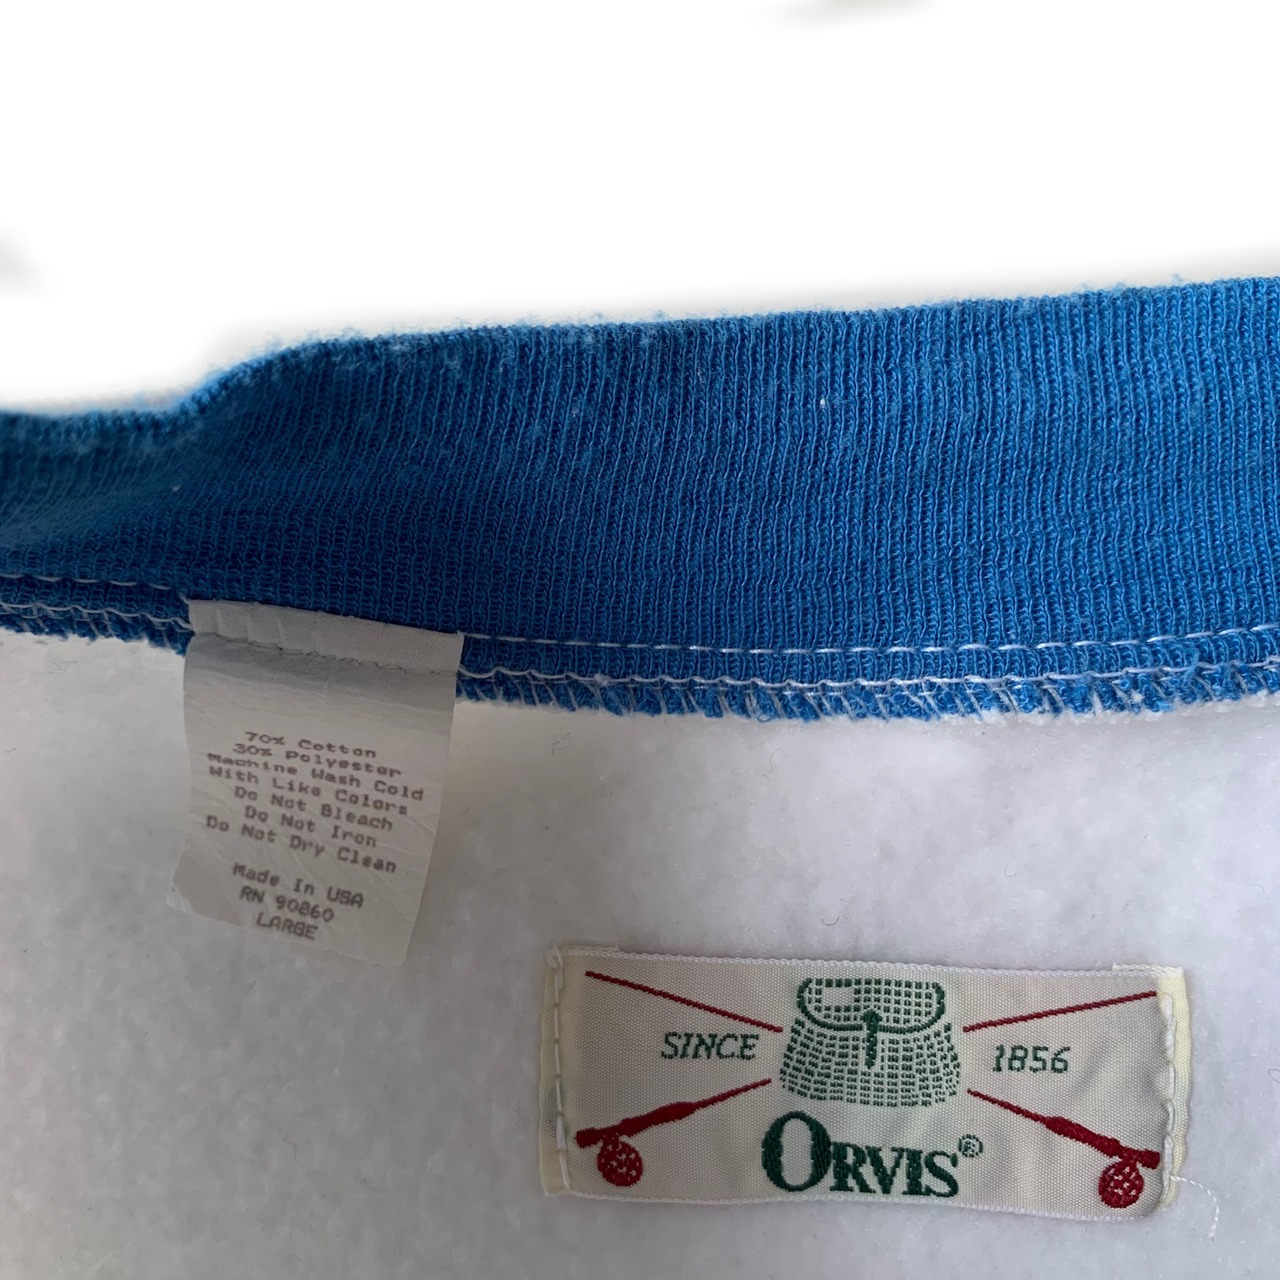 70% Cotton
30% Polyester
Machine Wash Cold
With Like Colors
Do Not Bleach
Do Not Iron
Do Not Dry Clean
Made In USA
RN 90860
LARGE
SINCE 1856
ORVIS®